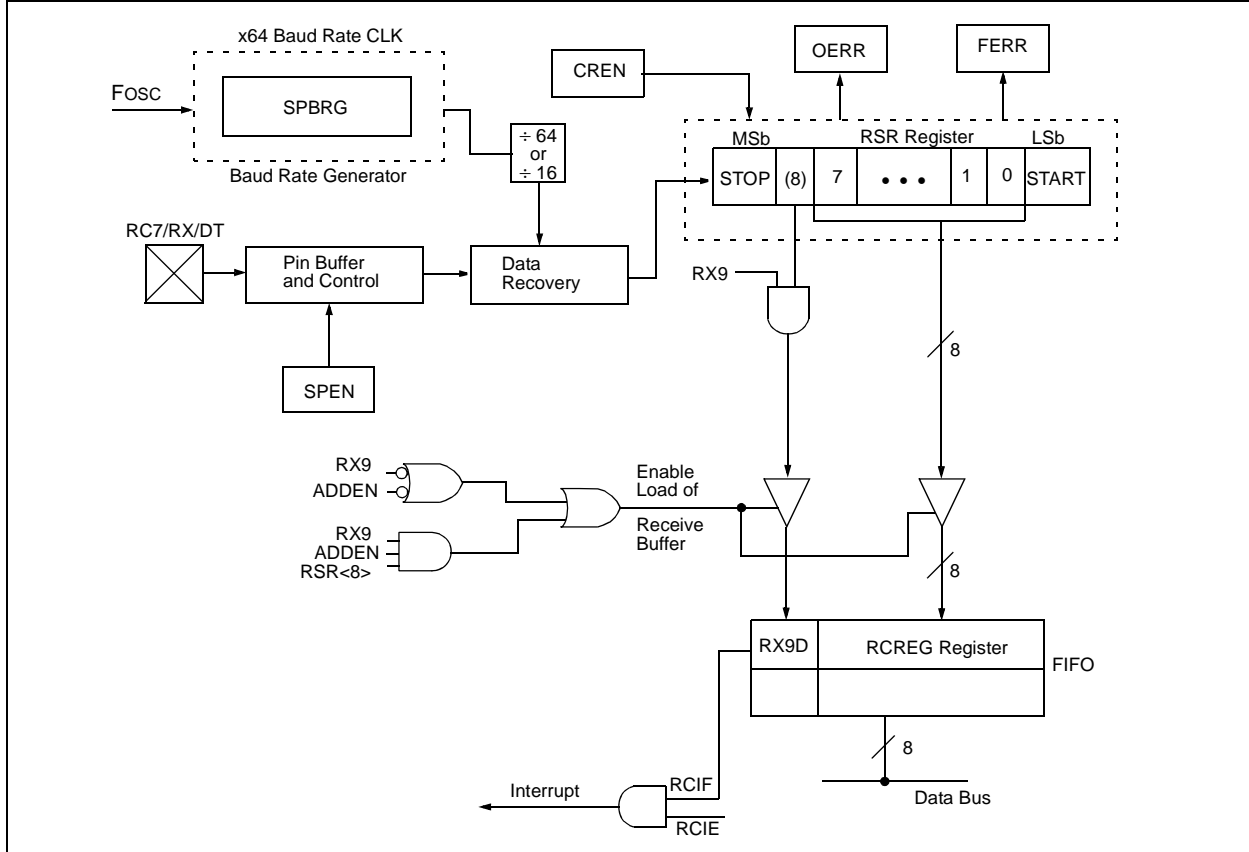 x64 Baud Rate CLK
FOSC
SPBRG
Baud Rate Generator
÷ 64
or
÷ 16
CREN
OERR
FERR
MSb
RSR Register
LSb
STOP
(8)
7
• • •
1
0
START
RC7/RX/DT
Pin Buffer
and Control
Data
Recovery
SPEN
RX9
8
RX9
ADDEN
RX9
ADDEN
RSR<8>
Enable
Load of
Receive
Buffer
8
RX9D
RCREG Register
FIFO
8
Data Bus
Interrupt
RCIF
RCIE